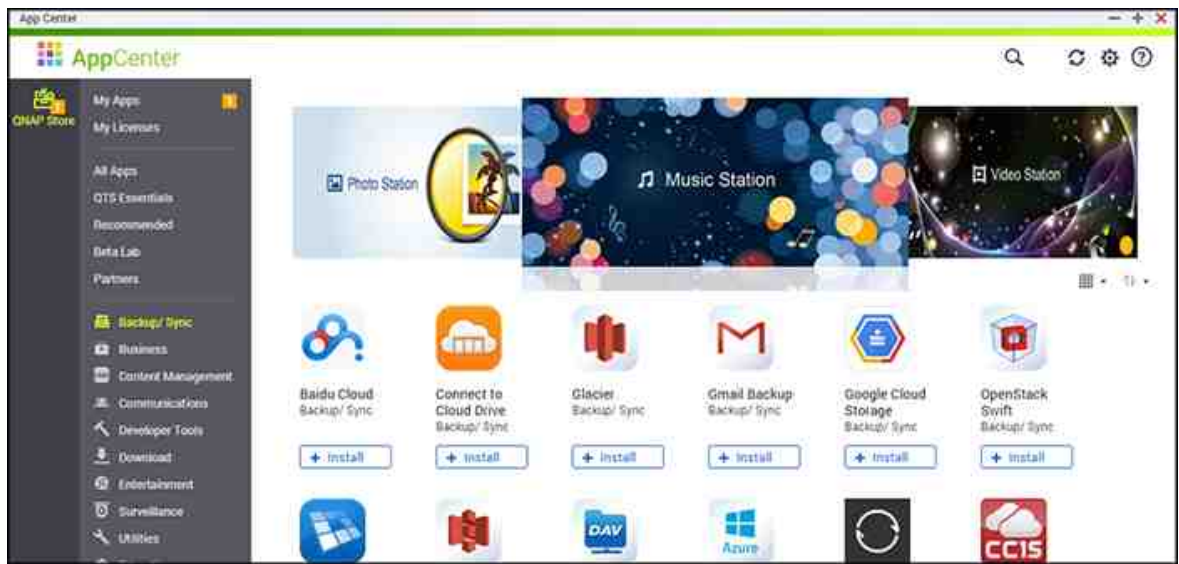 App Center
AppCenter
QNAP Store
My Apps
1
My Licenses
All Apps
QTS Essentials
Recommended
Beta Lab
Partners
Backup/ Sync
Business
Content Management
Communications
Developer Tools
Download
Entertainment
Surveillance
Utilities
Photo Station
Music Station
Video Station
Baidu Cloud
Backup/ Sync
+ Install
Connect to
Cloud Drive
Backup/ Sync
+ Install
Glacier
Backup/ Sync
+ Install
Gmail Backup
Backup/ Sync
+ Install
Google Cloud
Storage
Backup/ Sync
+ Install
OpenStack
Swift
Backup/ Sync
+ Install
DAV
Azure
CC1S